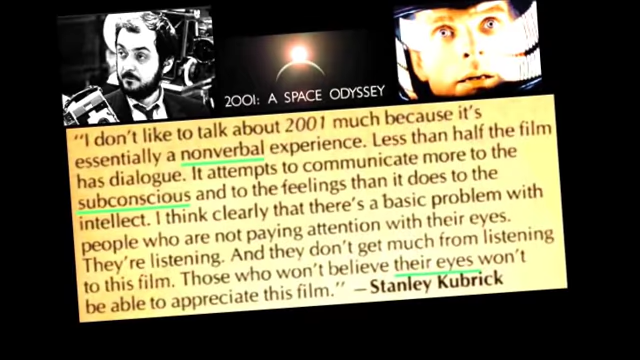 2001: A SPACE ODYSSEY
“I don’t like to talk about 2001 much because it’s
essentially a nonverbal experience. Less than half the film
has dialogue. It attempts to communicate more to the
subconscious and to the feelings than it does to the
intellect. I think clearly that there’s a basic problem with
people who are not paying attention with their eyes.
They’re listening. And they don’t get much from listening
to this film. Those who won’t believe their eyes won’t
be able to appreciate this film.” —Stanley Kubrick